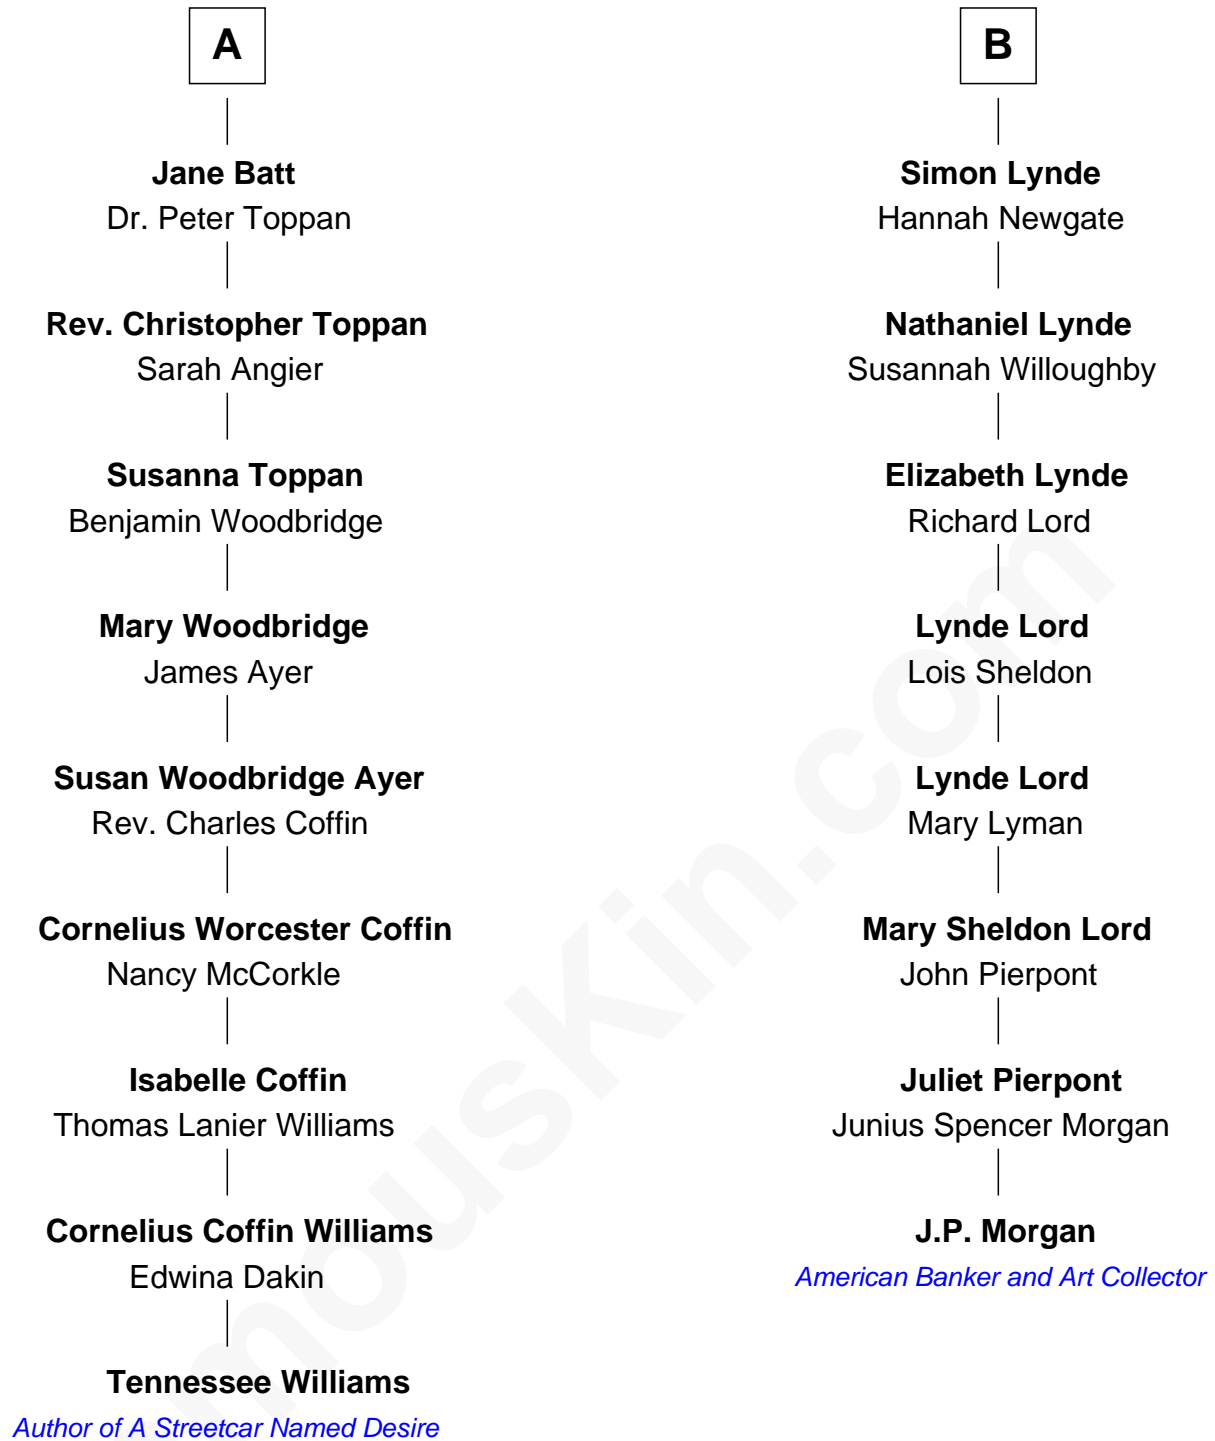 A
Jane Batt
Dr. Peter Toppan
Rev. Christopher Toppan
Sarah Angier
Susanna Toppan
Benjamin Woodbridge
Mary Woodbridge
James Ayer
Susan Woodbridge Ayer
Rev. Charles Coffin
Cornelius Worcester Coffin
Nancy McCorkle
Isabelle Coffin
Thomas Lanier Williams
Cornelius Coffin Williams
Edwina Dakin
Tennessee Williams
Author of A Streetcar Named Desire
B
Simon Lynde
Hannah Newgate
Nathaniel Lynde
Susannah Willoughby
Elizabeth Lynde
Richard Lord
Lynde Lord
Lois Sheldon
Lynde Lord
Mary Lyman
Mary Sheldon Lord
John Pierpont
Juliet Pierpont
Junius Spencer Morgan
J.P. Morgan
American Banker and Art Collector
mousKin.com